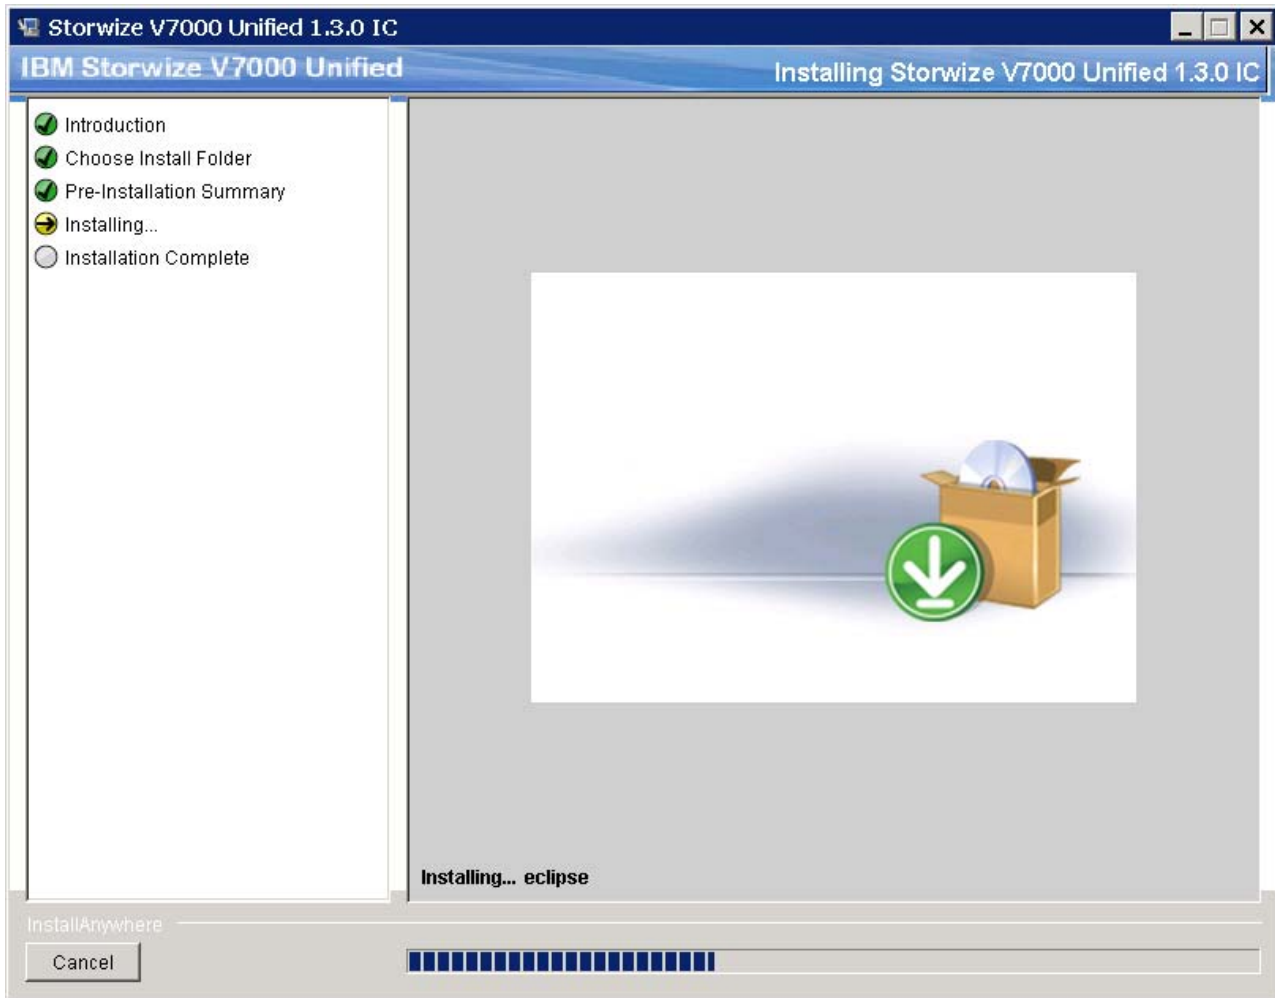 Storwize V7000 Unified 1.3.0 IC
IBM Storwize V7000 Unified
Installing Storwize V7000 Unified 1.3.0 IC
Introduction
Choose Install Folder
Pre-Installation Summary
Installing...
Installation Complete
Installing... eclipse
InstallAnywhere
Cancel